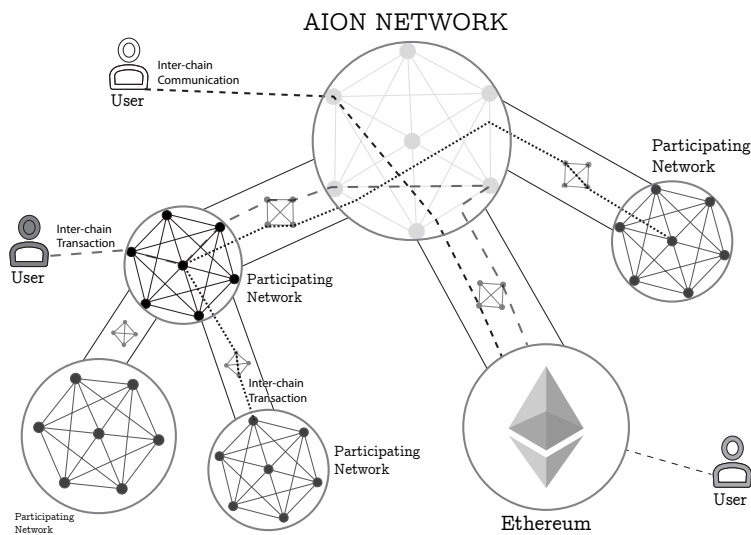 AION NETWORK
Inter-chain
Communication
User
Participating
Network
Inter-chain
Transaction
User
Participating
Network
Inter-chain
Transaction
Participating
Network
User
Participating
Network
Ethereum